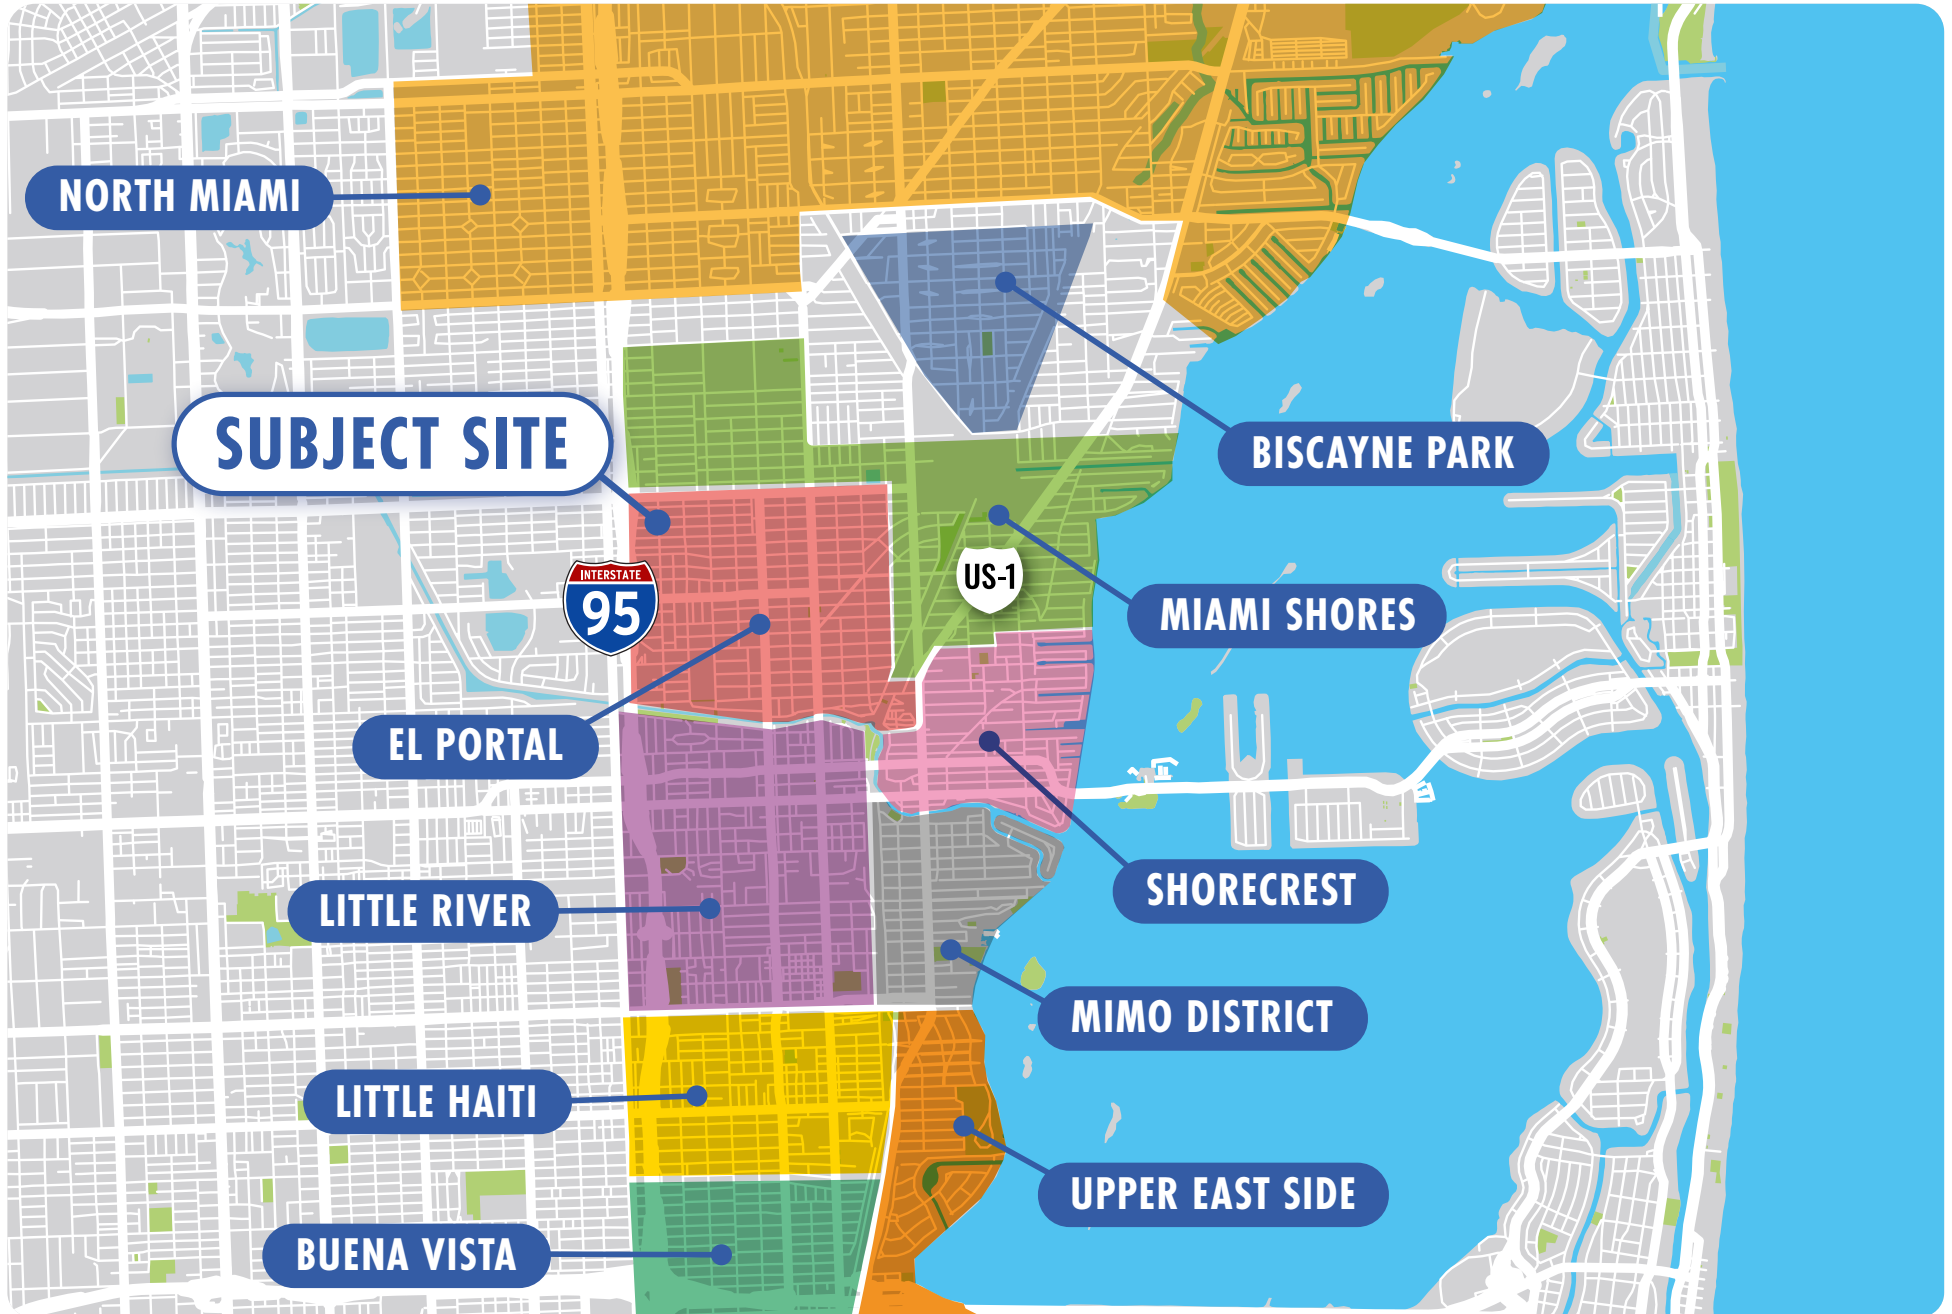 NORTH MIAMI
SUBJECT SITE
BISCAYNE PARK
INTERSTATE
95
US-1
MIAMI SHORES
EL PORTAL
SHORECREST
LITTLE RIVER
MIMO DISTRICT
LITTLE HAITI
UPPER EAST SIDE
BUENA VISTA